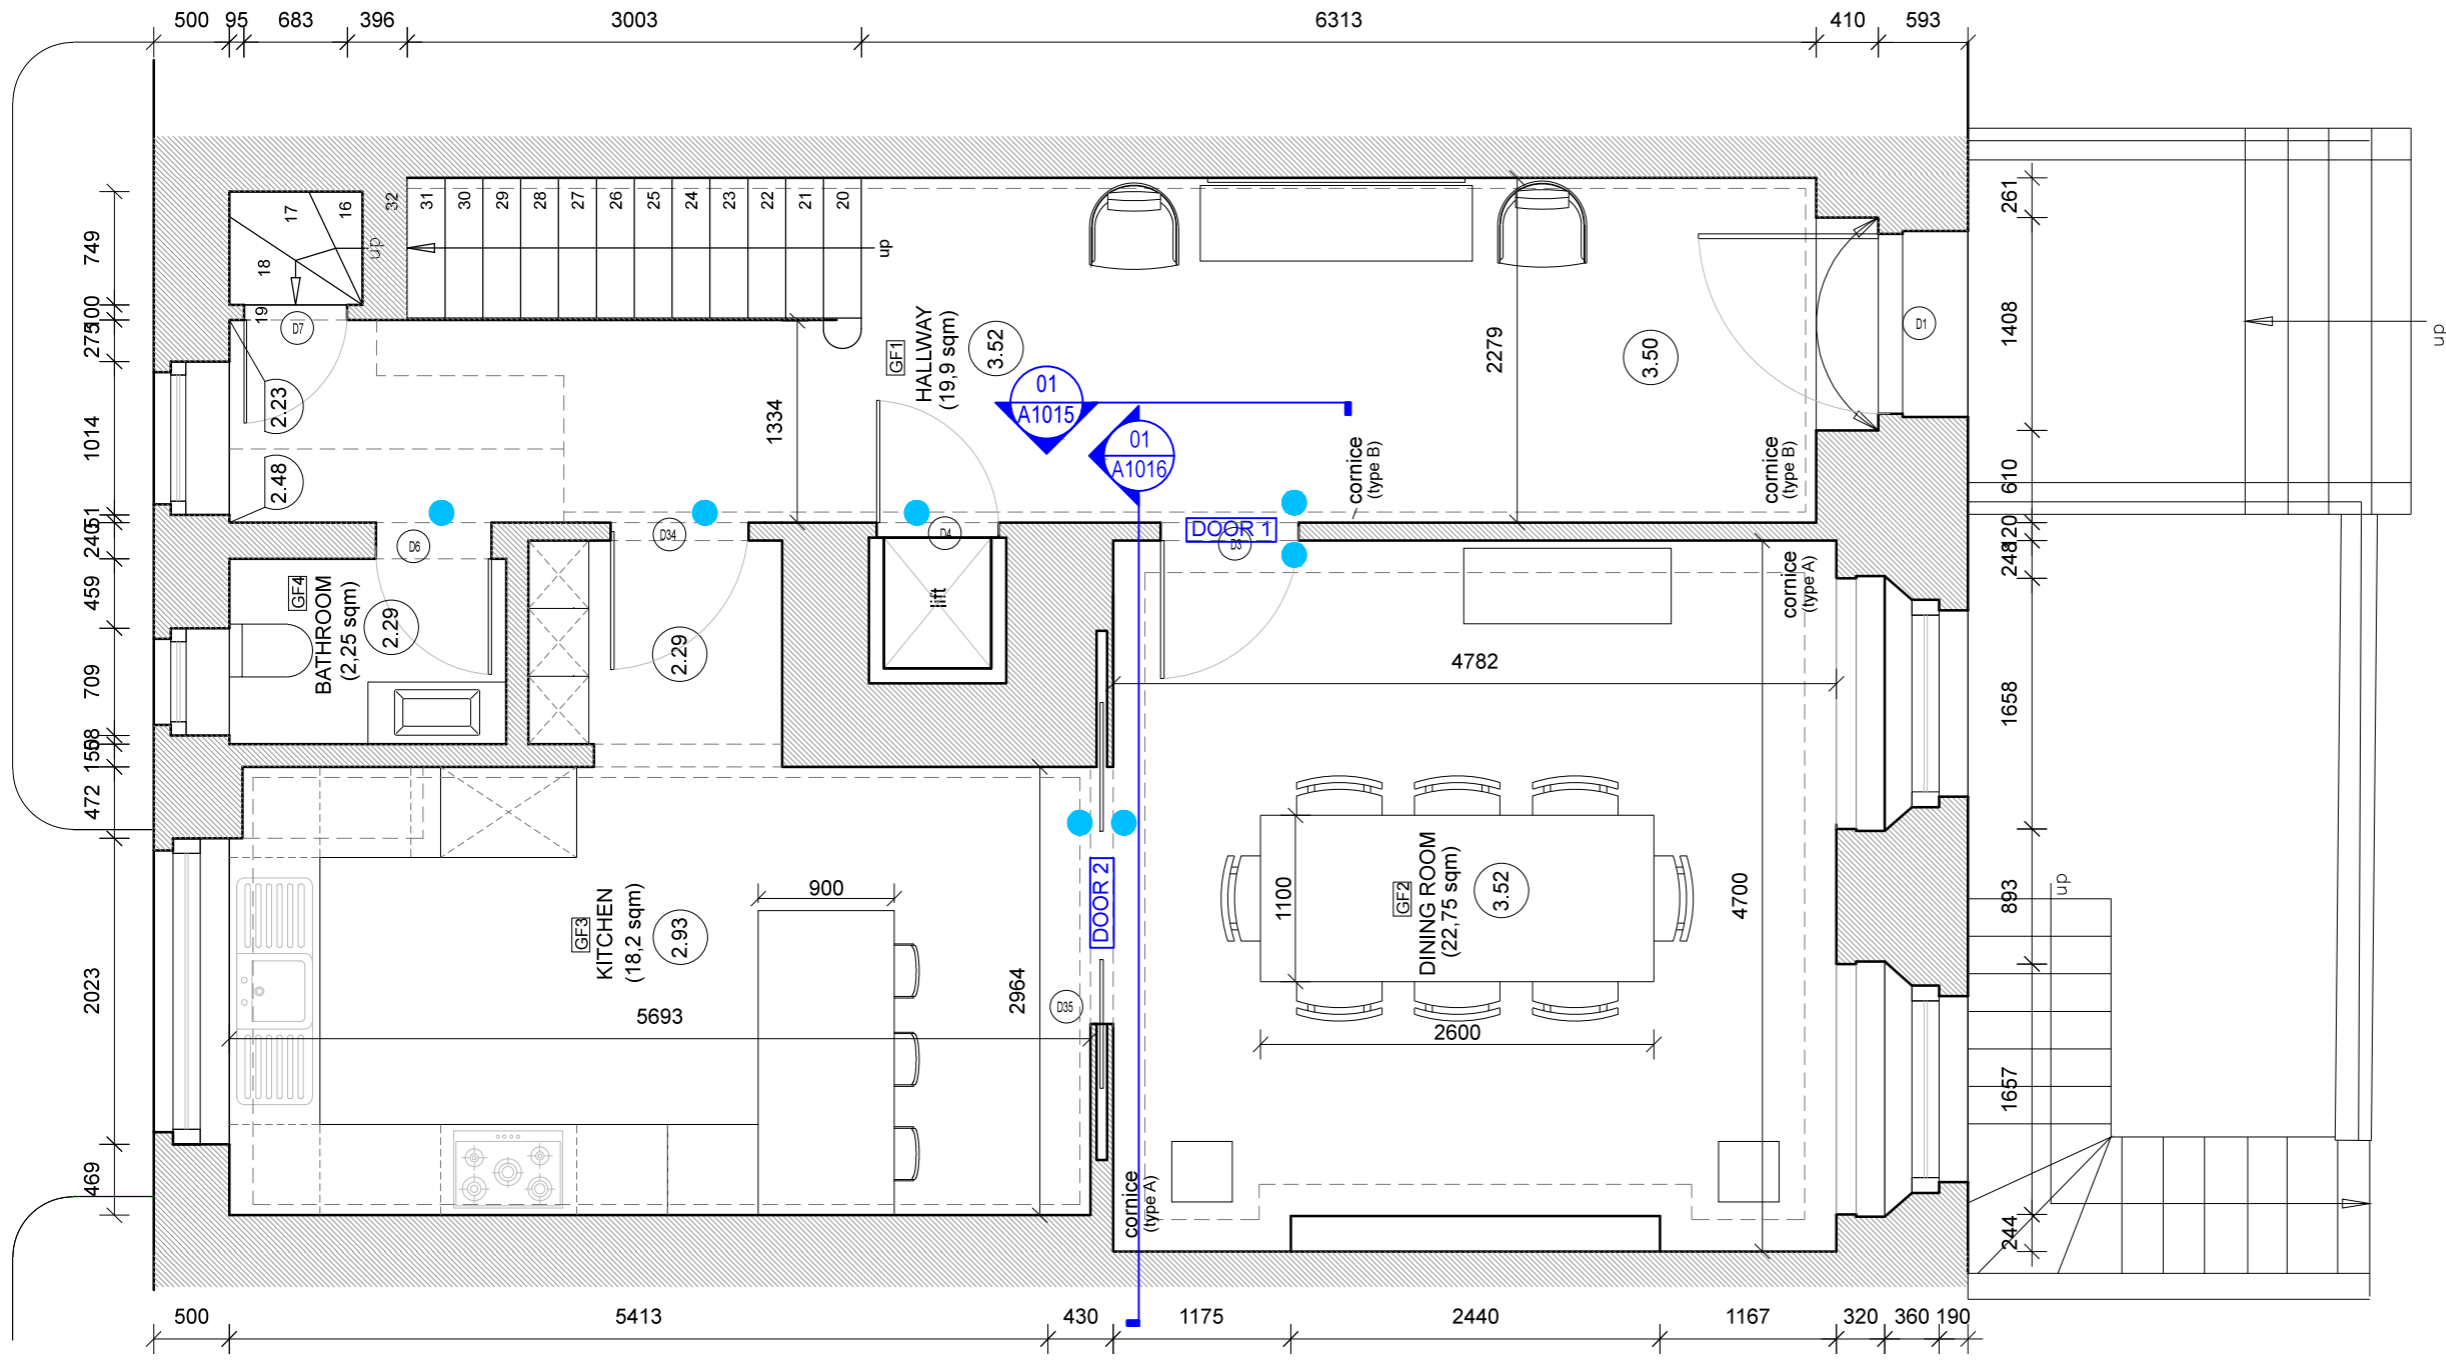 500 95 683 396 3003 6313 410 593
749
100
275
1014
51
240
459
709
58
150
472
2023
469
32 31 30 29 28 27 26 25 24 23 22 21 20
17 16
18
19
up
up
D7
2.23
2.48
1334
GF1
HALLWAY
(19,9 sqm)
3.52
2279
3.50
D1
up
261
1408
610
120
248
1658
893
1657
244
01
A1015
01
A1016
cornice
(type B)
cornice
(type B)
D6
D34
D4
DOOR 1
D3
lift
GF4
BATHROOM
(2,25 sqm)
2.29
2.29
cornice
(type A)
4782
GF3
KITCHEN
(18,2 sqm)
2.93
900
5693
2964
DOOR 2
D35
1100
GF2
DINING ROOM
(22,75 sqm)
3.52
2600
4700
up
cornice
(type A)
500 5413 430 1175 2440 1167 320 360 190